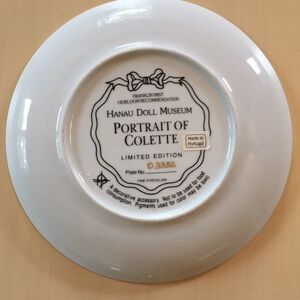 FRANKLIN MINT
HEIRLOOM RECOMMENDATION
HANAU DOLL MUSEUM
PORTRAIT OF
COLETTE
Made in
Portugal
LIMITED EDITION
Plate No.
FINE PORCELAIN
A decorative accessory. Not to be used for food
consumption. Pigments used for color may be toxic.